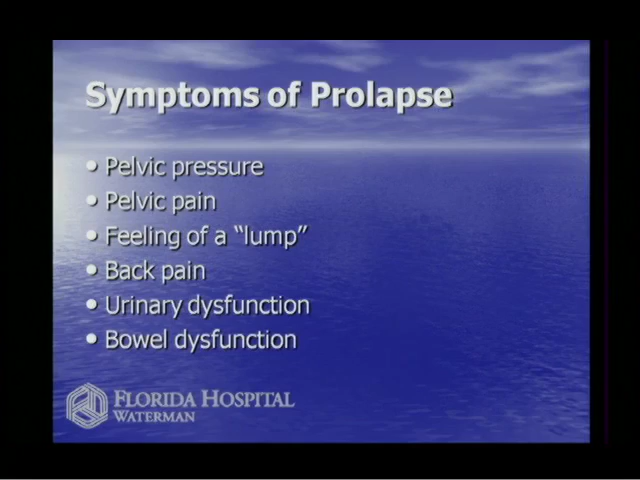 Symptoms of Prolapse
• Pelvic pressure
• Pelvic pain
• Feeling of a “lump”
• Back pain
• Urinary dysfunction
• Bowel dysfunction
FLORIDA HOSPITAL
WATERMAN